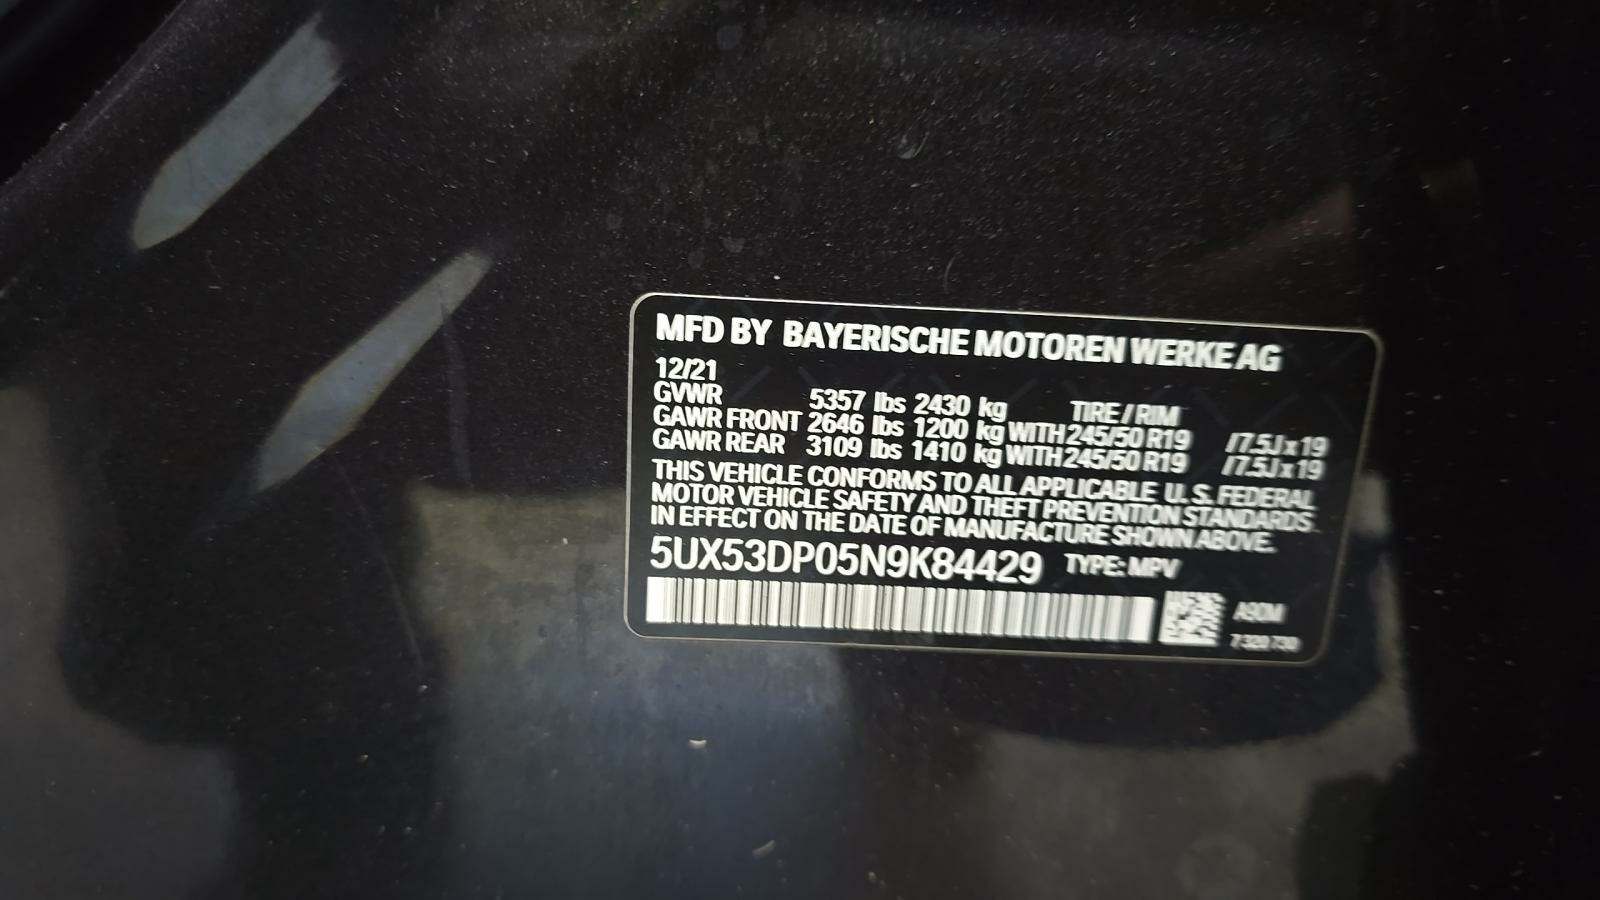 MFD BY BAYERISCHE MOTOREN WERKE AG
12/21
GVWR 5357 lbs 2430 kg TIRE / RIM
GAWR FRONT 2646 lbs 1200 kg WITH 245/50 R19 / 7.5J x 19
GAWR REAR 3109 lbs 1410 kg WITH 245/50 R19 / 7.5J x 19
THIS VEHICLE CONFORMS TO ALL APPLICABLE U.S. FEDERAL
MOTOR VEHICLE SAFETY AND THEFT PREVENTION STANDARDS
IN EFFECT ON THE DATE OF MANUFACTURE SHOWN ABOVE.
5UX53DP05N9K84429 TYPE: MPV
A90M
7 320 730